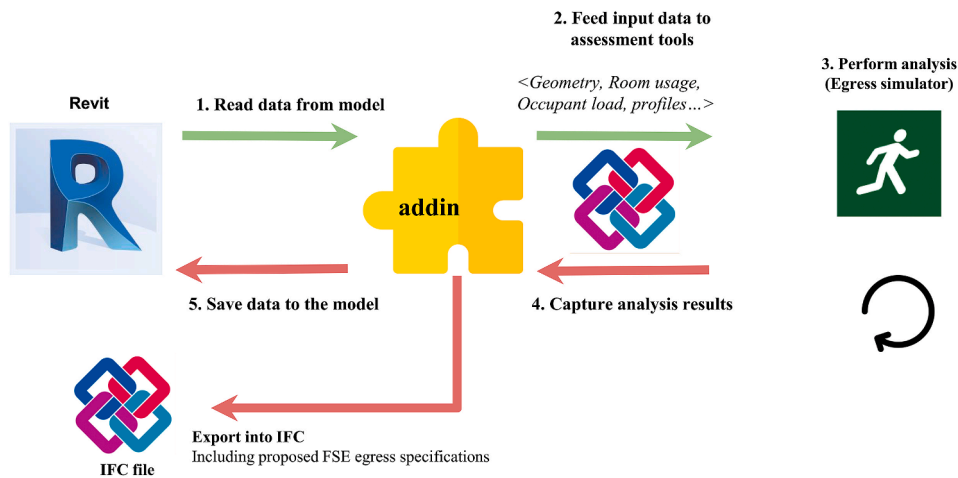 2. Feed input data to
assessment tools
<Geometry, Room usage,
Occupant load, profiles…>
3. Perform analysis
(Egress simulator)
Revit
1. Read data from model
R
addin
5. Save data to the model
4. Capture analysis results
Export into IFC
Including proposed FSE egress specifications
IFC file